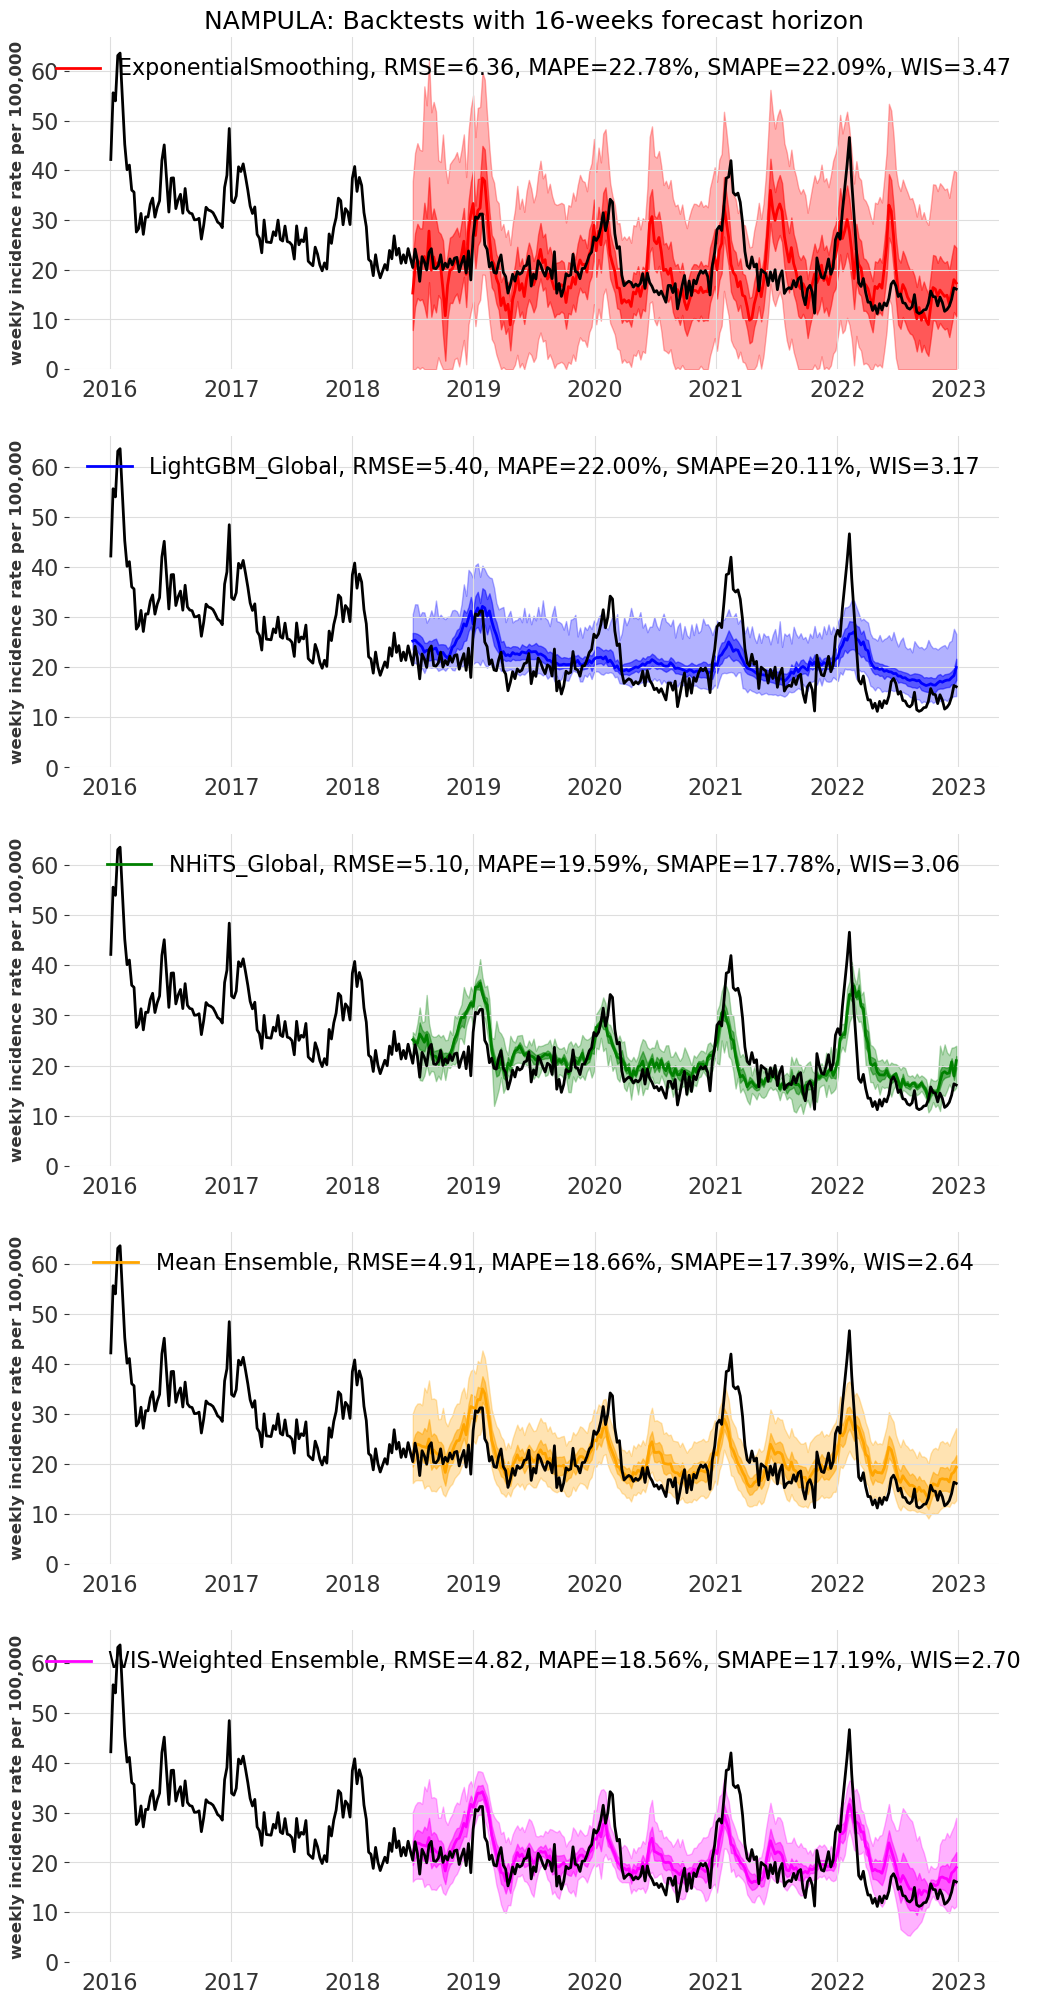 NAMPULA: Backtests with 16-weeks forecast horizon
weekly incidence rate per 100,000
ExponentialSmoothing, RMSE=6.36, MAPE=22.78%, SMAPE=22.09%, WIS=3.47
60
50
40
30
20
10
0
2016 2017 2018 2019 2020 2021 2022 2023
weekly incidence rate per 100,000
LightGBM_Global, RMSE=5.40, MAPE=22.00%, SMAPE=20.11%, WIS=3.17
60
50
40
30
20
10
0
2016 2017 2018 2019 2020 2021 2022 2023
weekly incidence rate per 100,000
NHiTS_Global, RMSE=5.10, MAPE=19.59%, SMAPE=17.78%, WIS=3.06
60
50
40
30
20
10
0
2016 2017 2018 2019 2020 2021 2022 2023
weekly incidence rate per 100,000
Mean Ensemble, RMSE=4.91, MAPE=18.66%, SMAPE=17.39%, WIS=2.64
60
50
40
30
20
10
0
2016 2017 2018 2019 2020 2021 2022 2023
weekly incidence rate per 100,000
WIS-Weighted Ensemble, RMSE=4.82, MAPE=18.56%, SMAPE=17.19%, WIS=2.70
60
50
40
30
20
10
0
2016 2017 2018 2019 2020 2021 2022 2023